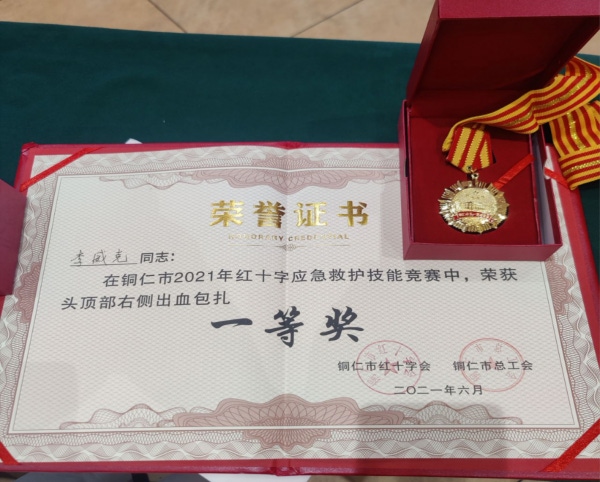 荣誉证书
HONORARY CREDENTIAL
李威克 同志：
在铜仁市2021年红十字应急救护技能竞赛中，荣获
头顶部右侧出血包扎
一等奖
铜仁市红十字会 铜仁市总工会
二〇二一年六月